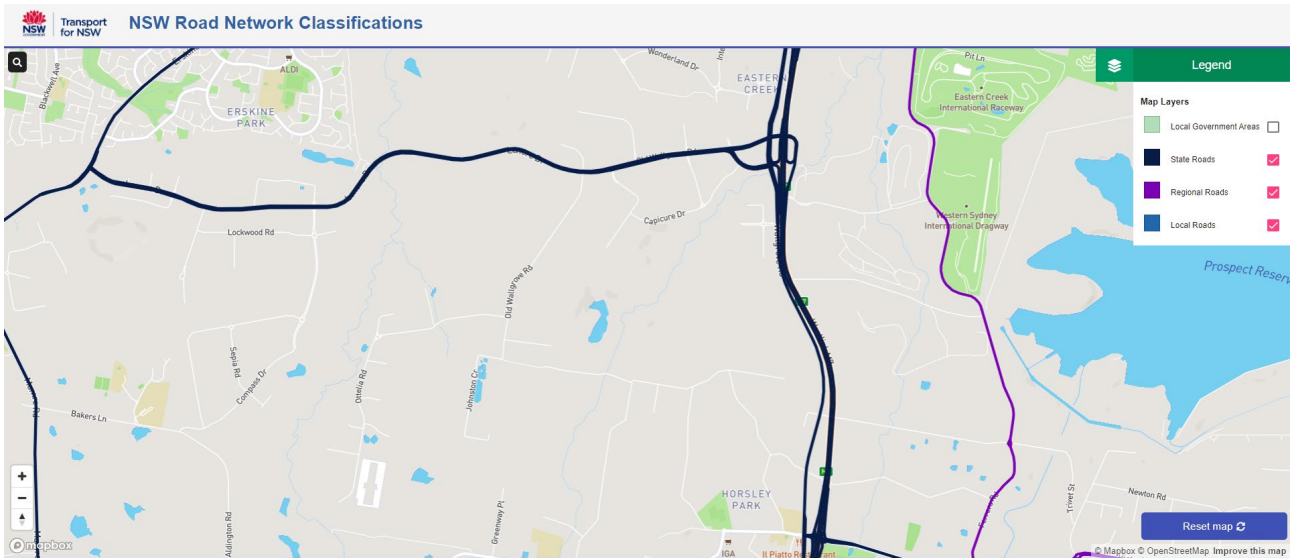 NSW
GOVERNMENT
Transport
for NSW
NSW Road Network Classifications
Blackwell Ave
ALDI
ERSKINE
PARK
Wonderland Dr
EASTERN
CREEK
Pit Ln
Eastern Creek
International Raceway
Legend
Map Layers
Local Government Areas
State Roads
Regional Roads
Local Roads
Lockwood Rd
Capicure Dr
Western Sydney
International Dragway
Prospect Reserv
Old Wallgrove Rd
Sepia Rd
Compass Dr
Ottelia Rd
Johnston Cr
Bakers Ln
Aldington Rd
Greenway Pl
HORSLEY
PARK
IGA
Il Piatto Restaurant
Trivet St
Newton Rd
+
−
mapbox
Reset map
© Mapbox © OpenStreetMap Improve this map